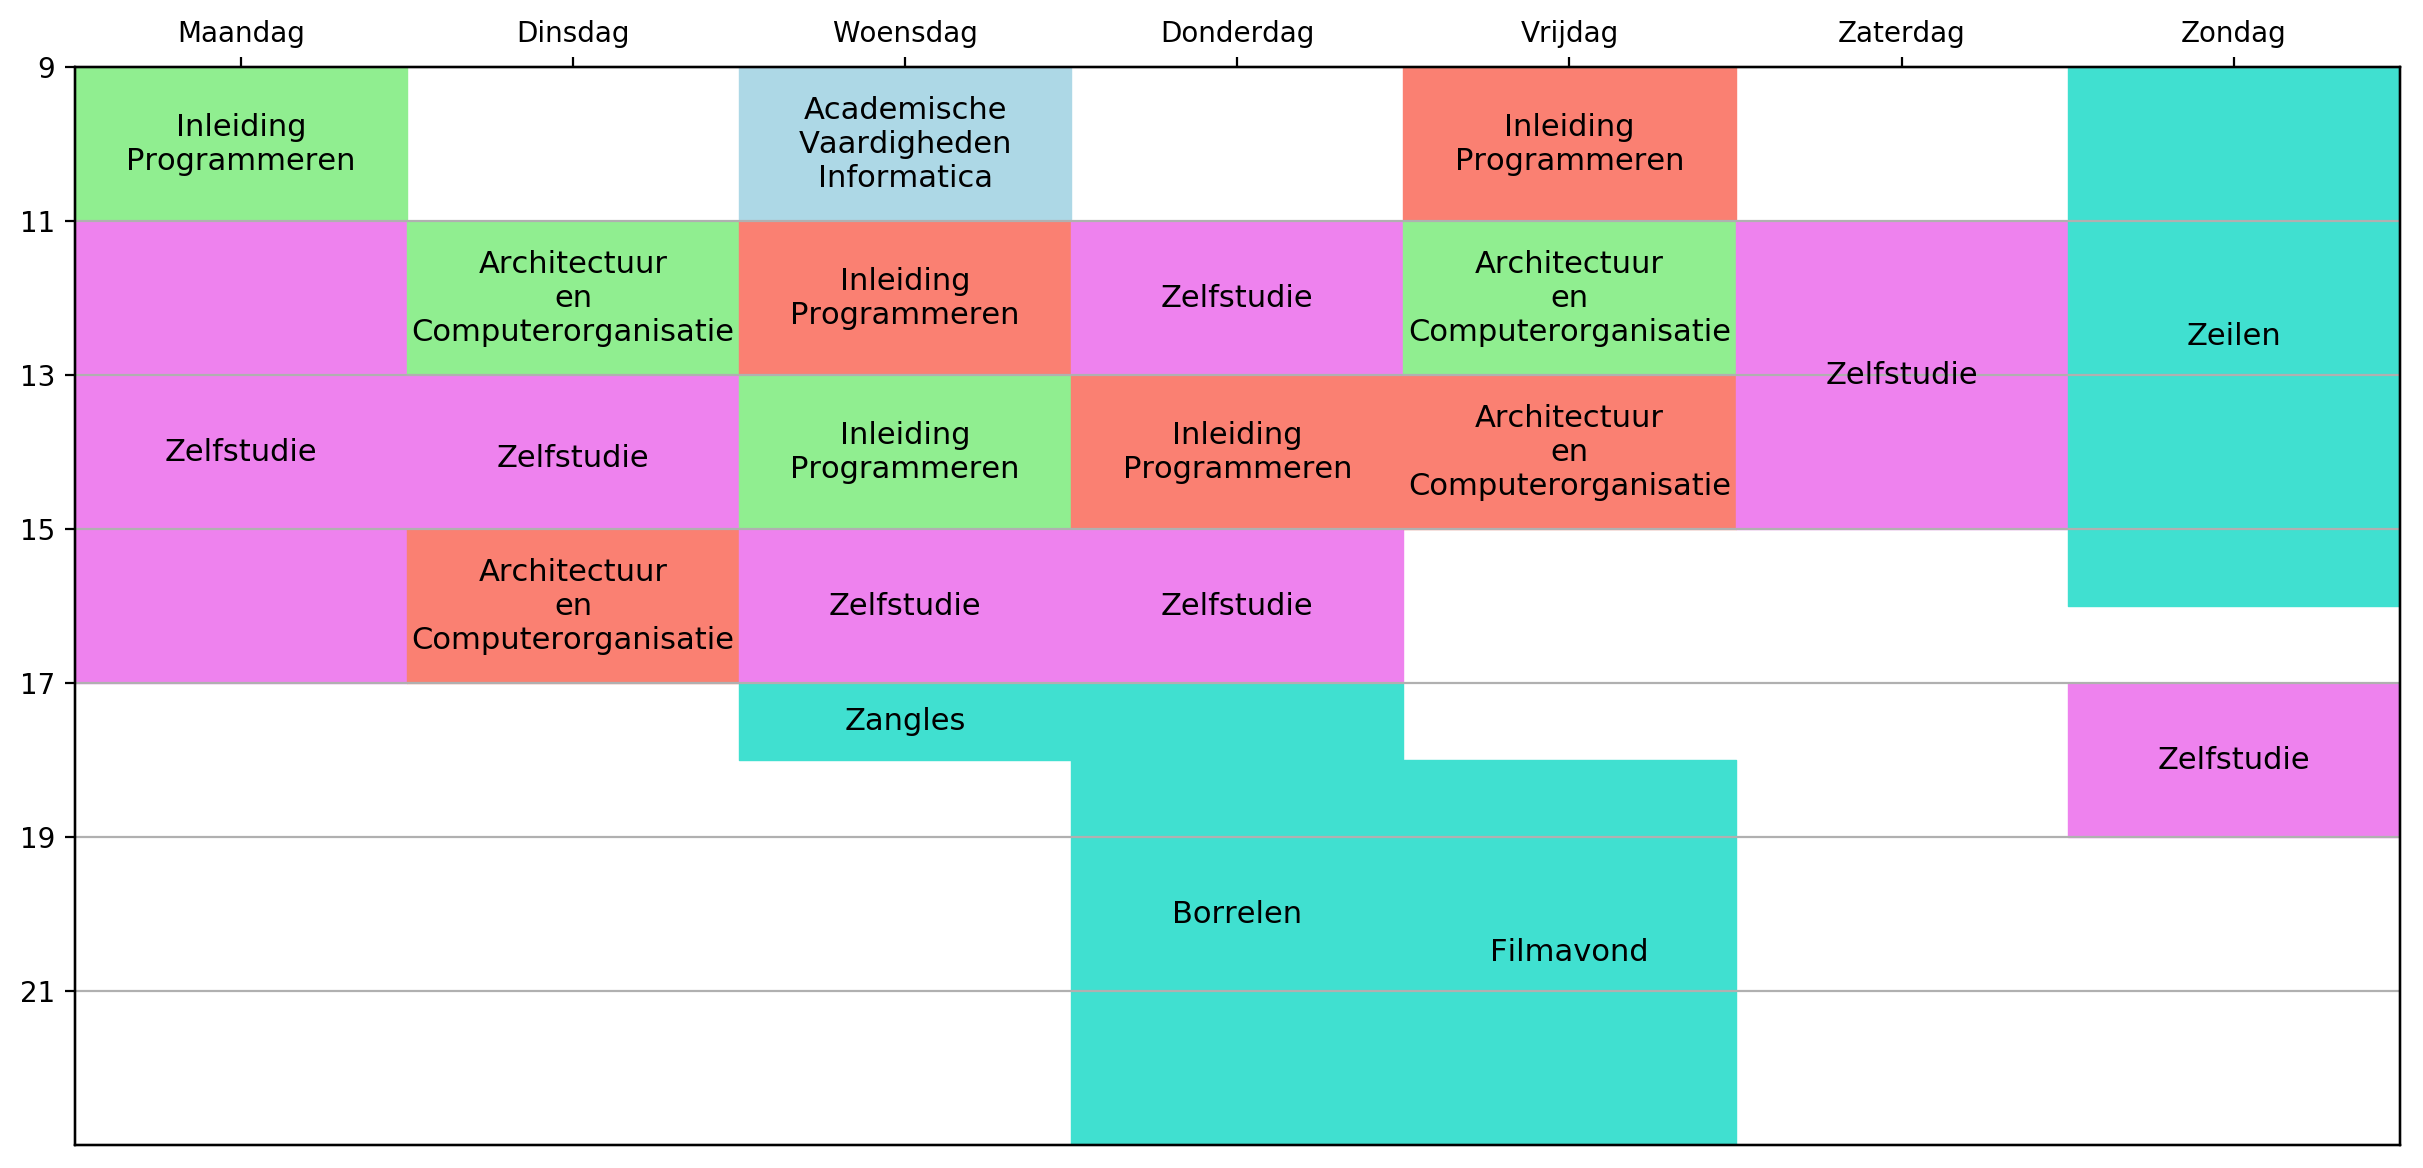 Maandag Dinsdag Woensdag Donderdag Vrijdag Zaterdag Zondag
9
Inleiding
Programmeren
Academische
Vaardigheden
Informatica
Inleiding
Programmeren
11
Architectuur
en
Computerorganisatie
Inleiding
Programmeren
Zelfstudie
Architectuur
en
Computerorganisatie
Zeilen
13
Zelfstudie
Zelfstudie
Zelfstudie
Inleiding
Programmeren
Inleiding
Programmeren
Architectuur
en
Computerorganisatie
15
Architectuur
en
Computerorganisatie
Zelfstudie
Zelfstudie
17
Zangles
Zelfstudie
19
Borrelen
Filmavond
21